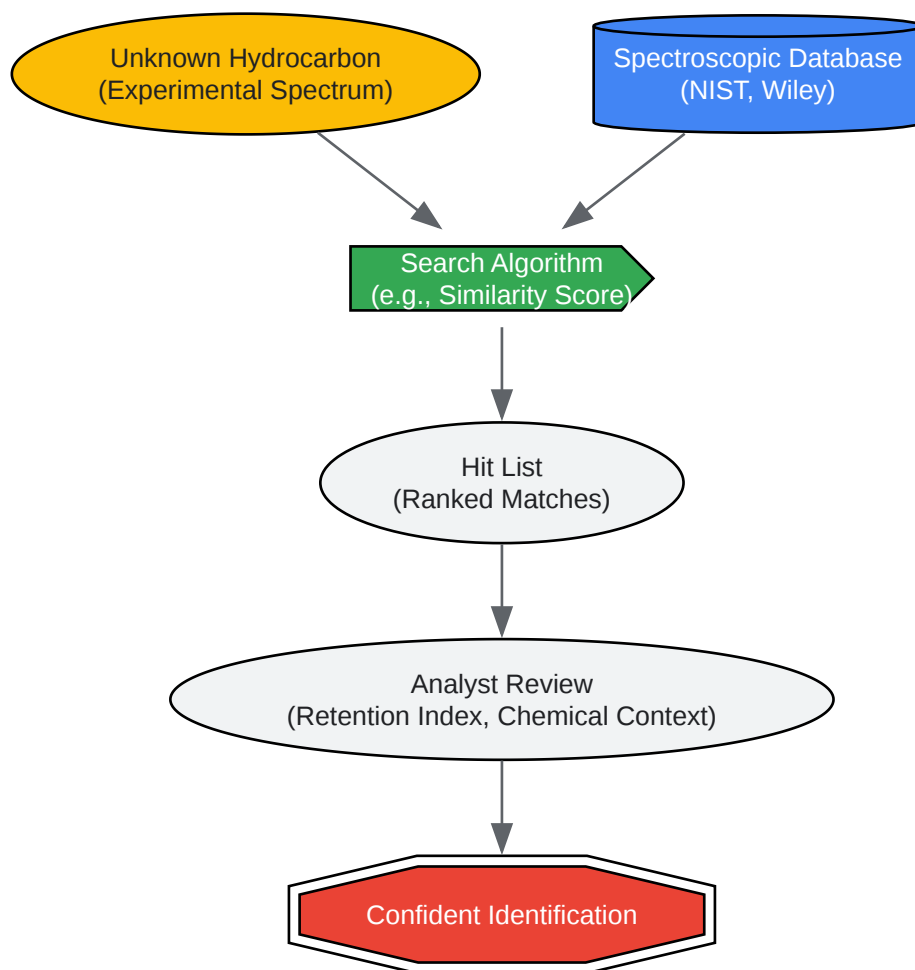 Unknown Hydrocarbon
(Experimental Spectrum)
Spectroscopic Database
(NIST, Wiley)
Search Algorithm
(e.g., Similarity Score)
Hit List
(Ranked Matches)
Analyst Review
(Retention Index, Chemical Context)
Confident Identification